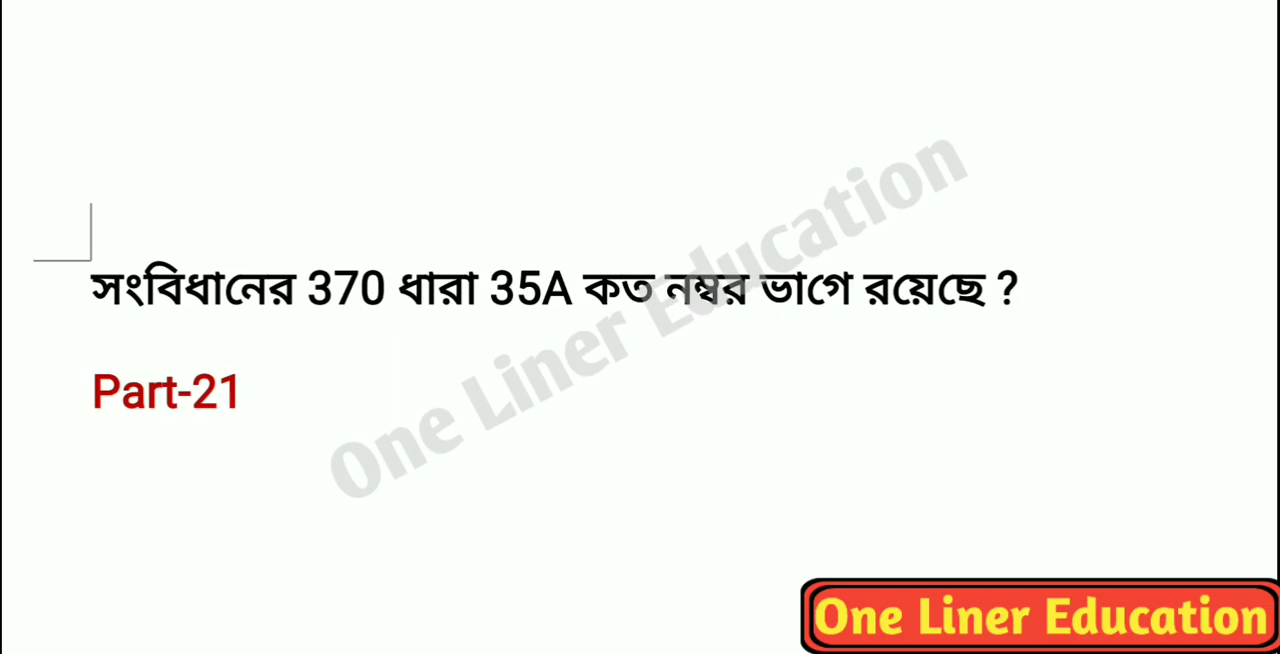 সংবিধানের 370 ধারা 35A কত নম্বর ভাগে রয়েছে ?
Part-21
One Liner Education
One Liner Education